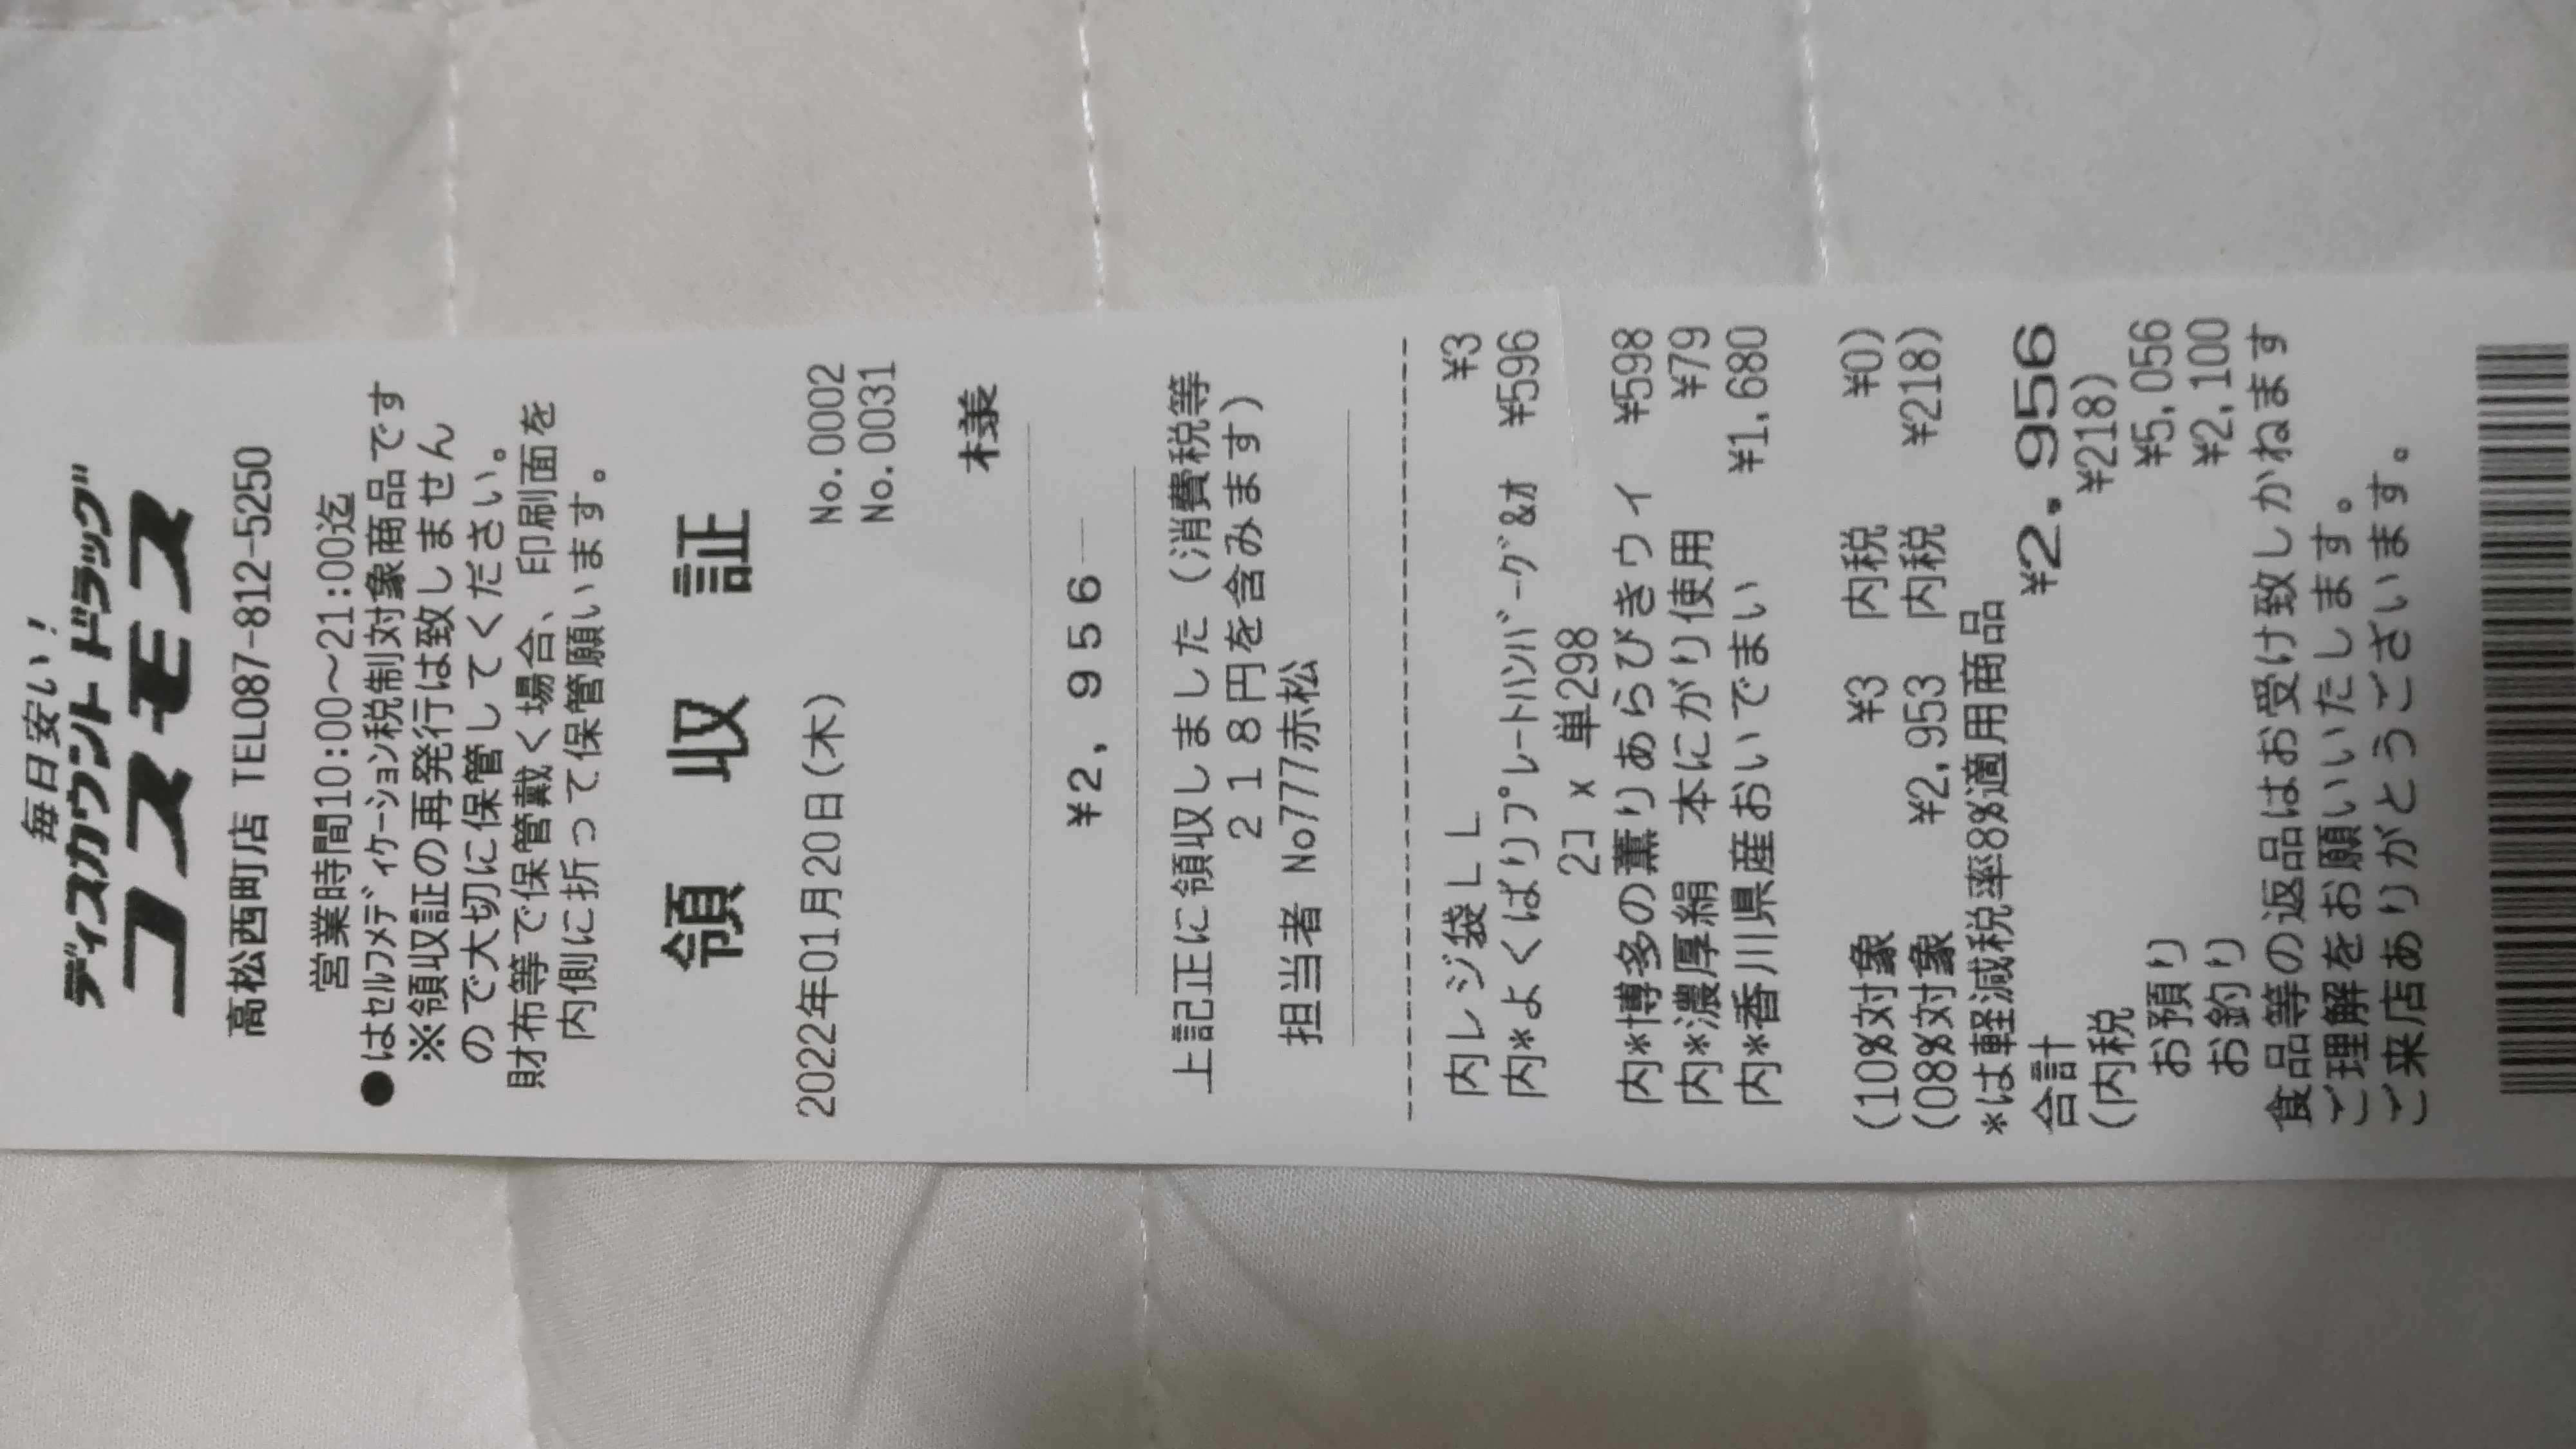 毎日安い!
ディスカウント ドラッグ
コスモス
高松西町店 TEL087-812-5250
営業時間10:00〜21:00迄
●はｾﾙﾌﾒﾃﾞｨｹｰｼｮﾝ税制対象商品です
※領収証の再発行は致しません
ので大切に保管してください。
財布等で保管戴く場合、印刷面を
内側に折って保管願います。
領 収 証
2022年01月20日(木) No.0002
No.0031
様
¥2,956―
上記正に領収しました（消費税等
２１８円を含みます）
担当者 No777赤松
内レジ袋ＬＬ ¥3
内*よくばりﾌﾟﾚｰﾄﾊﾝﾊﾞｰｸﾞ&ｵ ¥596
2コ x 単298
内*博多の薫りあらびきウィ ¥598
内*濃厚絹 本にがり使用 ¥79
内*香川県産おいでまい ¥1,680
(10%対象 ¥3 内税 ¥0)
(08%対象 ¥2,953 内税 ¥218)
*は軽減税率8%適用商品
合計 ¥2,956
(内税 ¥218)
お預り ¥5,056
お釣り ¥2,100
食品等の返品はお受け致しかねます
ご理解をお願いいたします。
ご来店ありがとうございます。